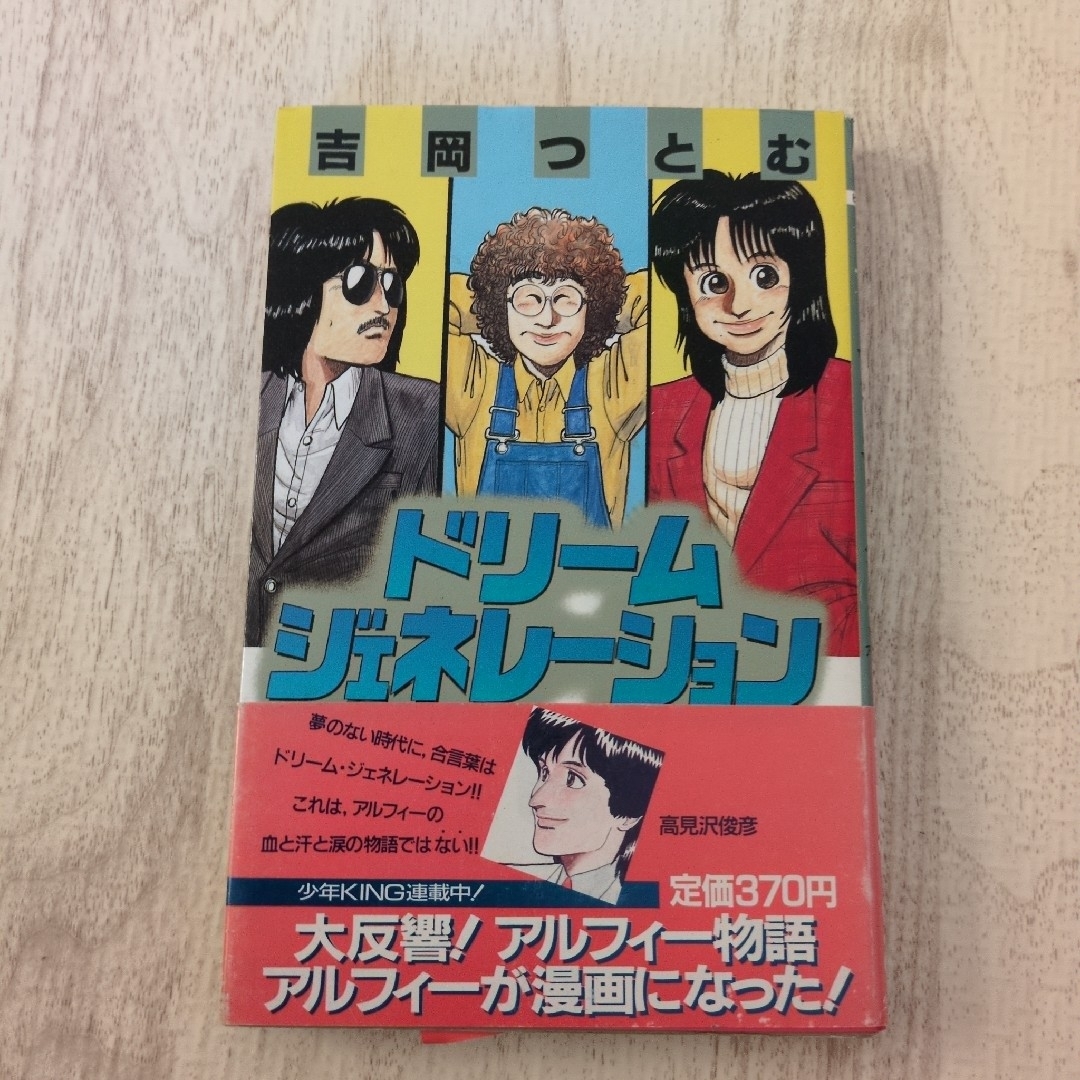 吉岡つとむ
ドリーム
ジェネレーション
夢のない時代に，合言葉は
ドリーム・ジェネレーション!!
これは，アルフィーの
血と汗と涙の物語ではない!!
高見沢俊彦
少年KING連載中!
定価370円
大反響! アルフィー物語
アルフィーが漫画になった!